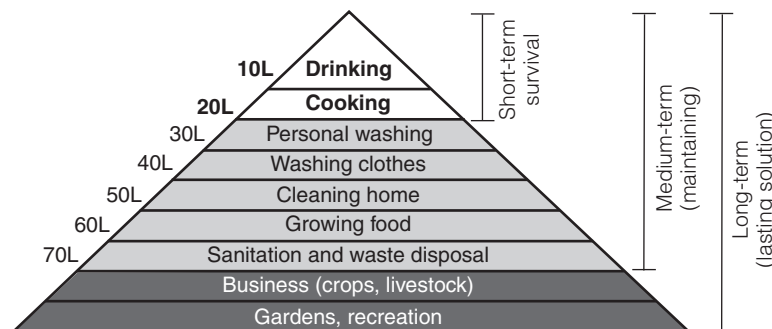 10L Drinking
20L Cooking
30L Personal washing
40L Washing clothes
50L Cleaning home
60L Growing food
70L Sanitation and waste disposal
Business (crops, livestock)
Gardens, recreation
Short-term
survival
Medium-term
(maintaining)
Long-term
(lasting solution)